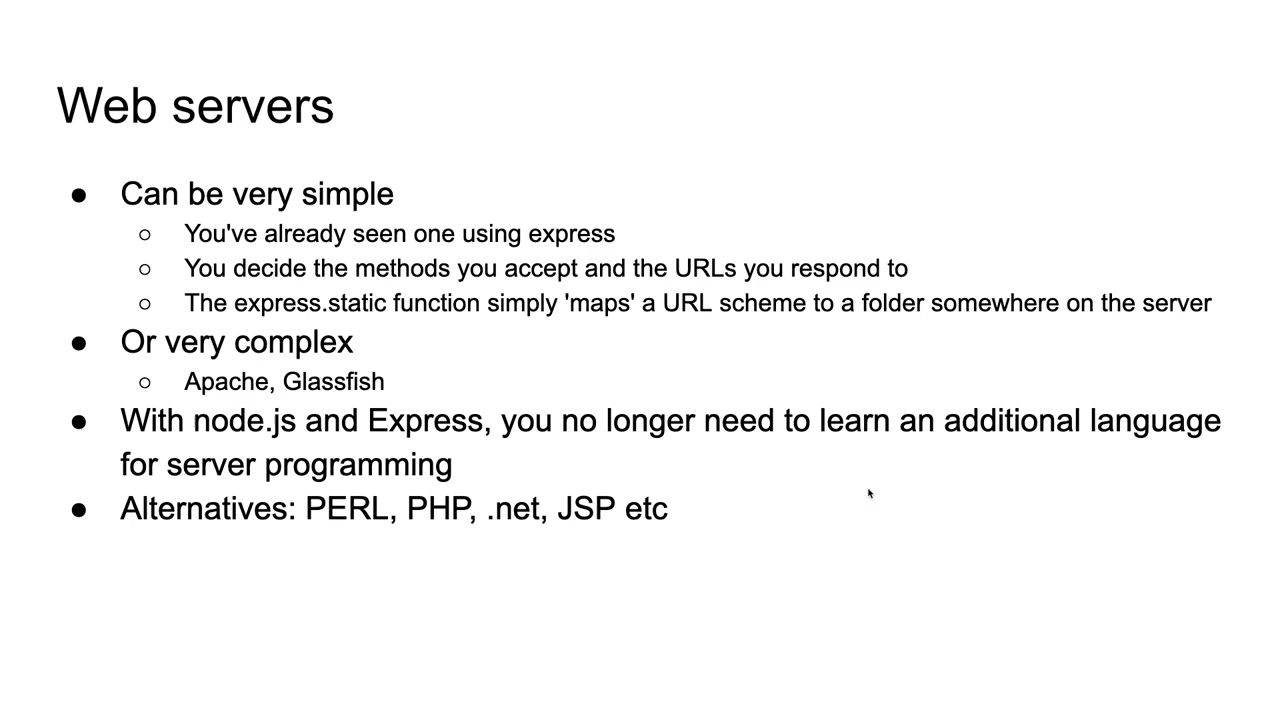 Web servers
● Can be very simple
○ You've already seen one using express
○ You decide the methods you accept and the URLs you respond to
○ The express.static function simply 'maps' a URL scheme to a folder somewhere on the server
● Or very complex
○ Apache, Glassfish
● With node.js and Express, you no longer need to learn an additional language
for server programming
● Alternatives: PERL, PHP, .net, JSP etc